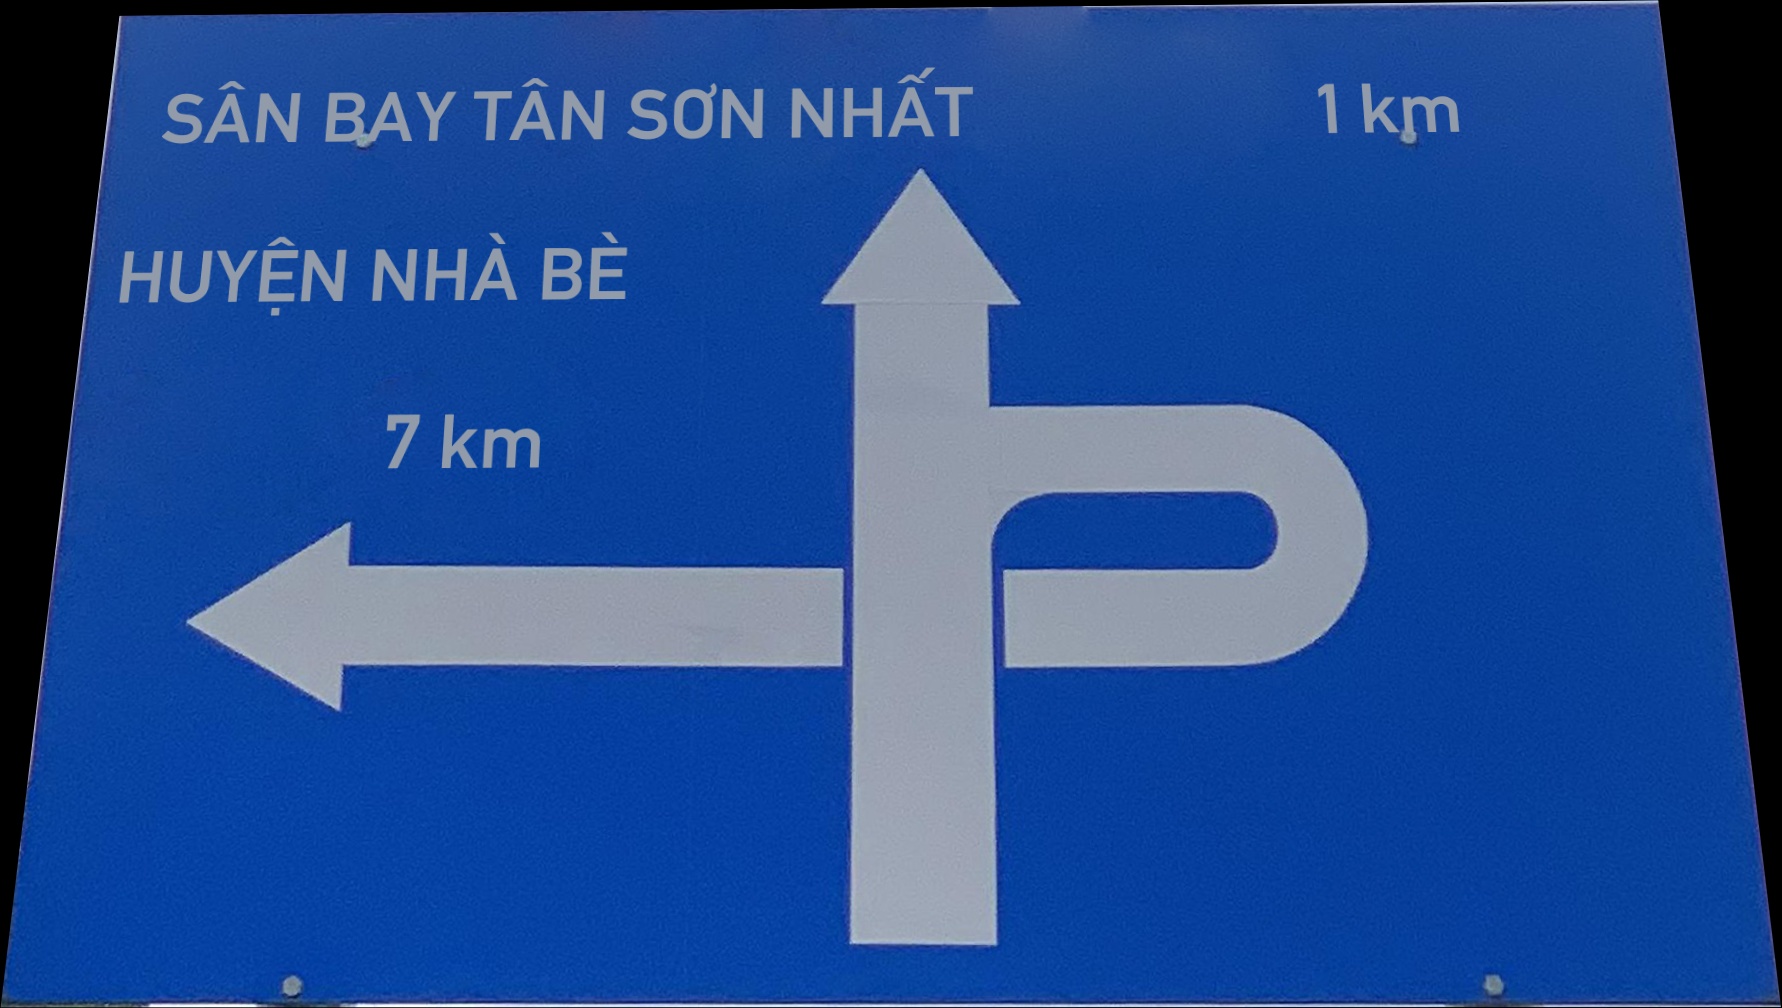 SÂN BAY TÂN SƠN NHẤT 1 km
HUYỆN NHÀ BÈ
7 km